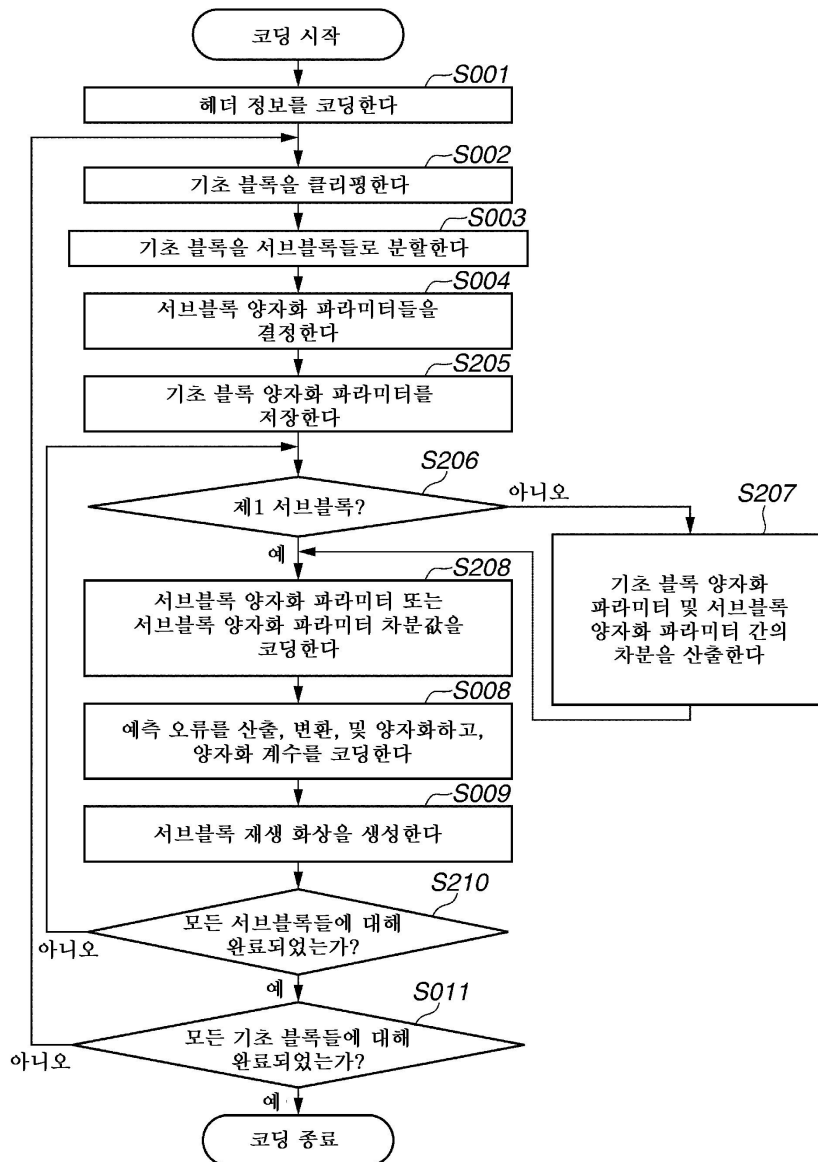 코딩 시작
S001
헤더 정보를 코딩한다
S002
기초 블록을 클리핑한다
S003
기초 블록을 서브블록들로 분할한다
S004
서브블록 양자화 파라미터들을
결정한다
S205
기초 블록 양자화 파라미터를
저장한다
S206
제1 서브블록?
아니오
예
S207
기초 블록 양자화
파라미터 및 서브블록
양자화 파라미터 간의
차분을 산출한다
S208
서브블록 양자화 파라미터 또는
서브블록 양자화 파라미터 차분값을
코딩한다
S008
예측 오류를 산출, 변환, 및 양자화하고,
양자화 계수를 코딩한다
S009
서브블록 재생 화상을 생성한다
S210
모든 서브블록들에 대해
완료되었는가?
아니오
예
S011
모든 기초 블록들에 대해
완료되었는가?
아니오
예
코딩 종료